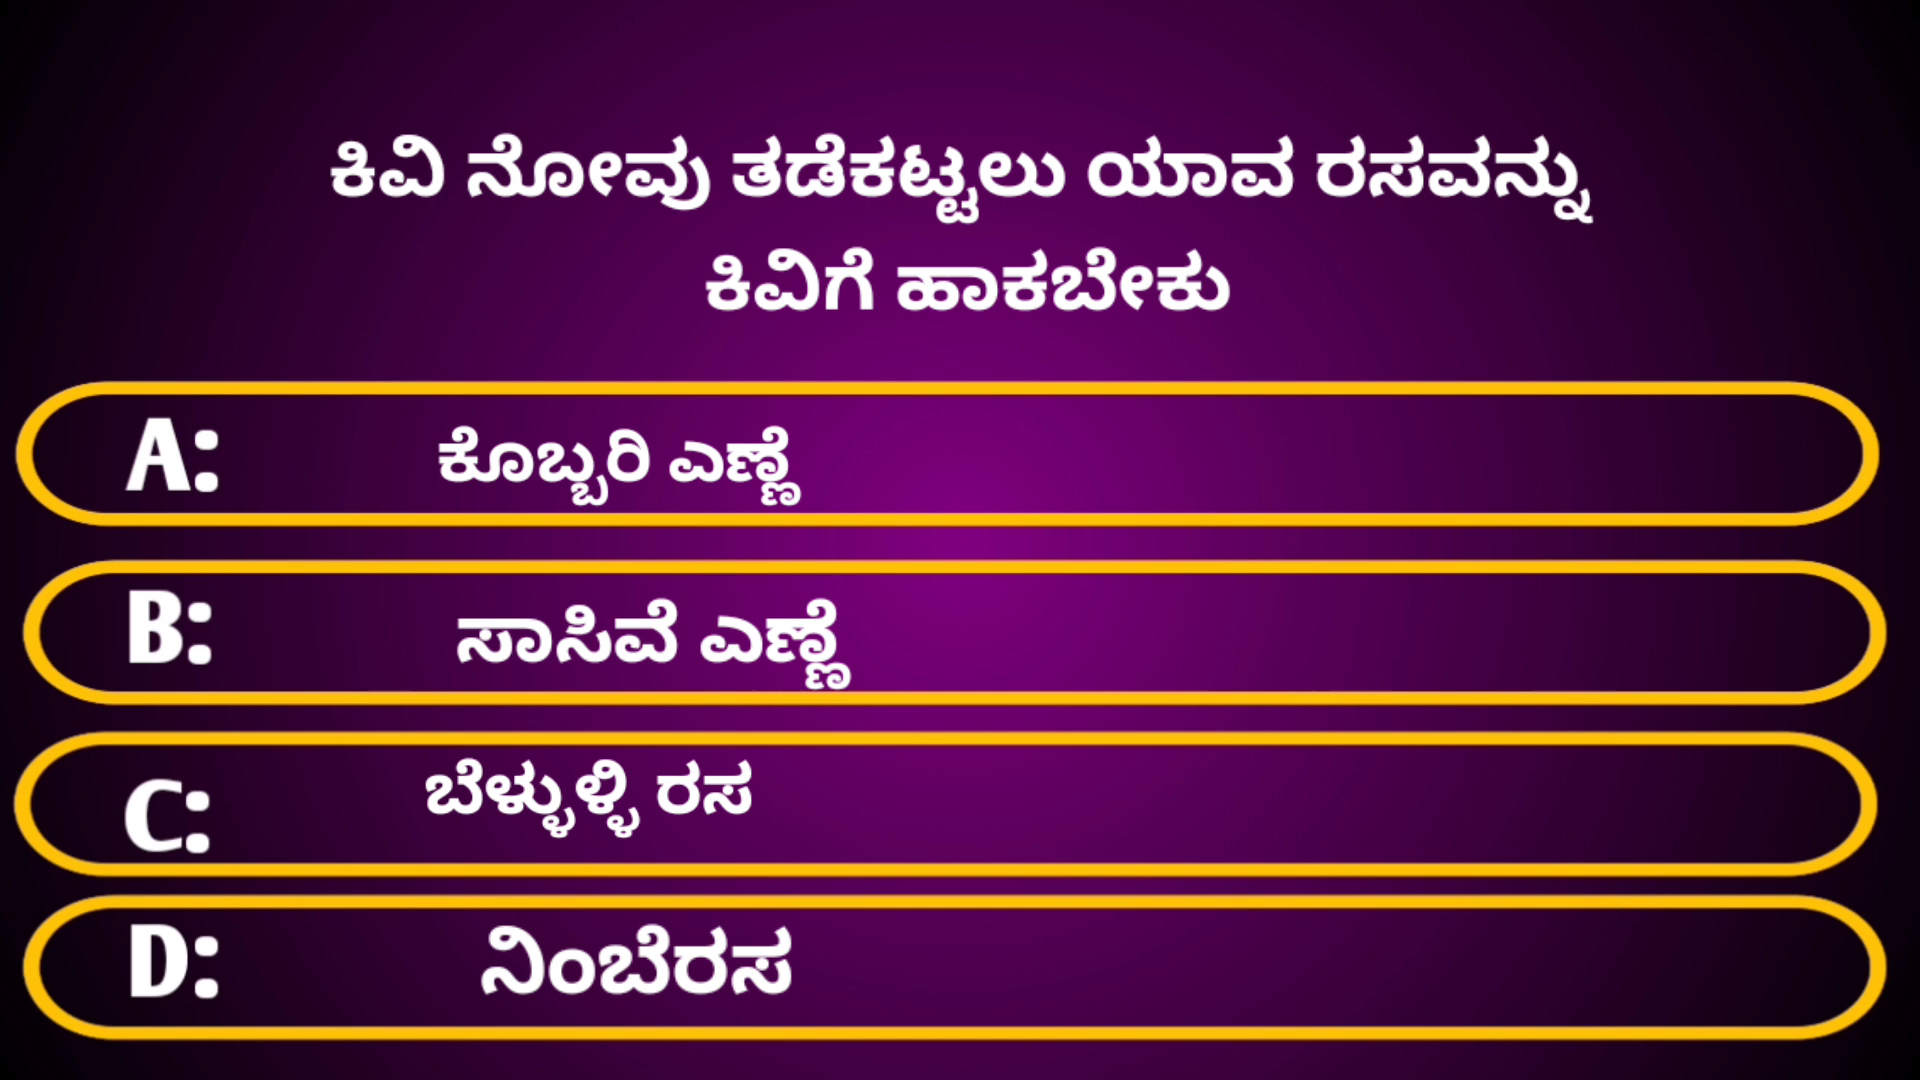 ಕಿವಿ ನೋವು ತಡೆಕಟ್ಟಲು ಯಾವ ರಸವನ್ನು
ಕಿವಿಗೆ ಹಾಕಬೇಕು
A: ಕೊಬ್ಬರಿ ಎಣ್ಣೆ
B: ಸಾಸಿವೆ ಎಣ್ಣೆ
C: ಬೆಳ್ಳುಳ್ಳಿ ರಸ
D: ನಿಂಬೆರಸ